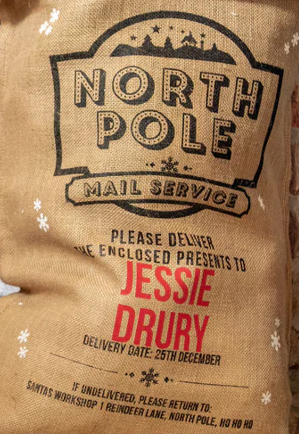 NORTH
POLE
MAIL SERVICE
PLEASE DELIVER
THE ENCLOSED PRESENTS TO
JESSIE
DRURY
DELIVERY DATE: 25TH DECEMBER
IF UNDELIVERED, PLEASE RETURN TO:
SANTAS WORKSHOP 1 REINDEER LANE, NORTH POLE, HO HO HO